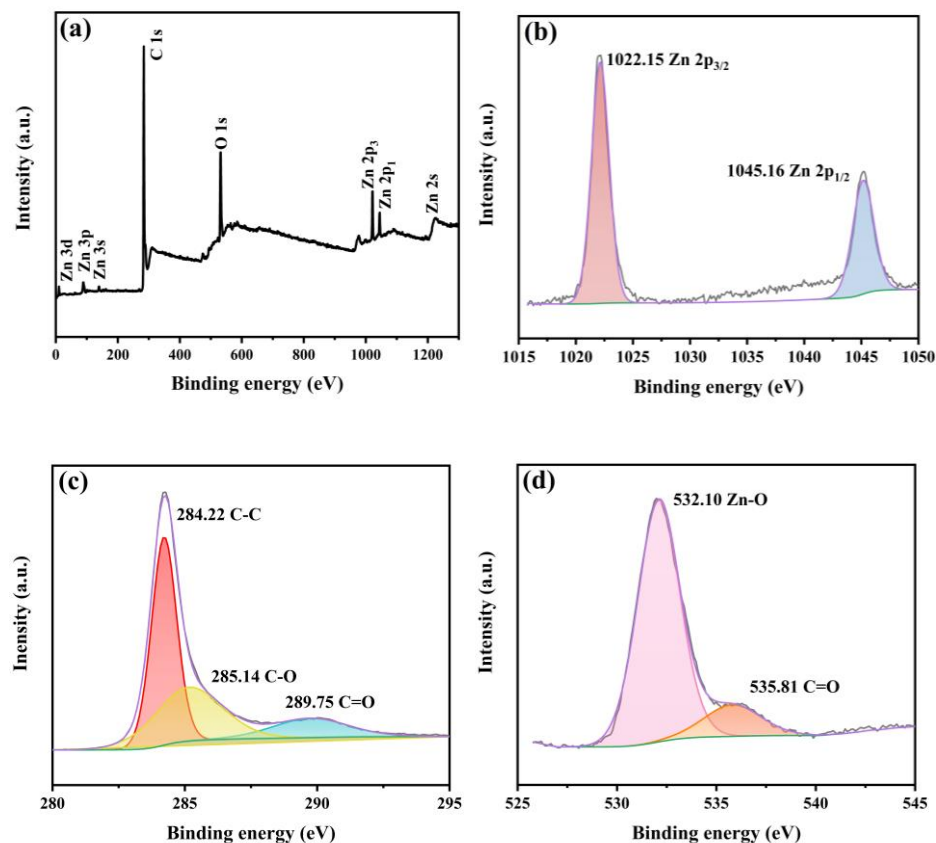 (a)
C 1s
O 1s
Zn 3d
Zn 3p
Zn 3s
Zn 2p3
Zn 2p1
Zn 2s
Intensity (a.u.)
0 200 400 600 800 1000 1200
Binding energy (eV)
(b)
1022.15 Zn 2p3/2
1045.16 Zn 2p1/2
Intensity (a.u.)
1015 1020 1025 1030 1035 1040 1045 1050
Binding energy (eV)
(c)
284.22 C-C
285.14 C-O
289.75 C=O
Inensity (a.u.)
280 285 290 295
Binding energy (eV)
(d)
532.10 Zn-O
535.81 C=O
Intensity (a.u.)
525 530 535 540 545
Binding energy (eV)